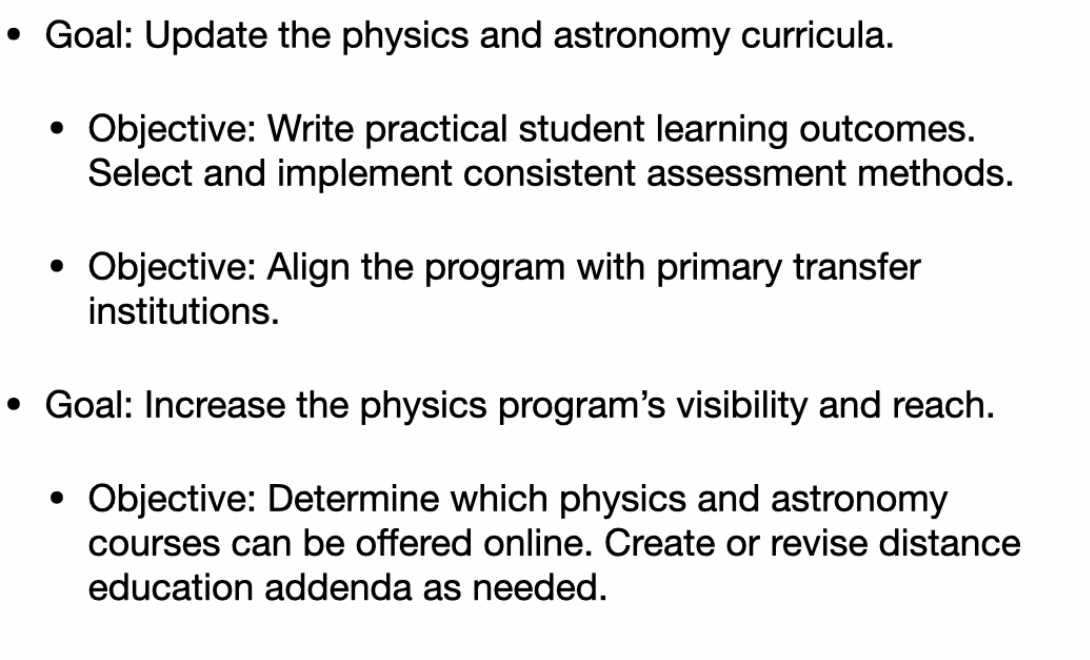 • Goal: Update the physics and astronomy curricula.
• Objective: Write practical student learning outcomes.
Select and implement consistent assessment methods.
• Objective: Align the program with primary transfer
institutions.
• Goal: Increase the physics program’s visibility and reach.
• Objective: Determine which physics and astronomy
courses can be offered online. Create or revise distance
education addenda as needed.